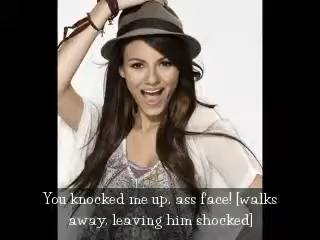 You knocked me up, ass face! [walks
away, leaving him shocked]